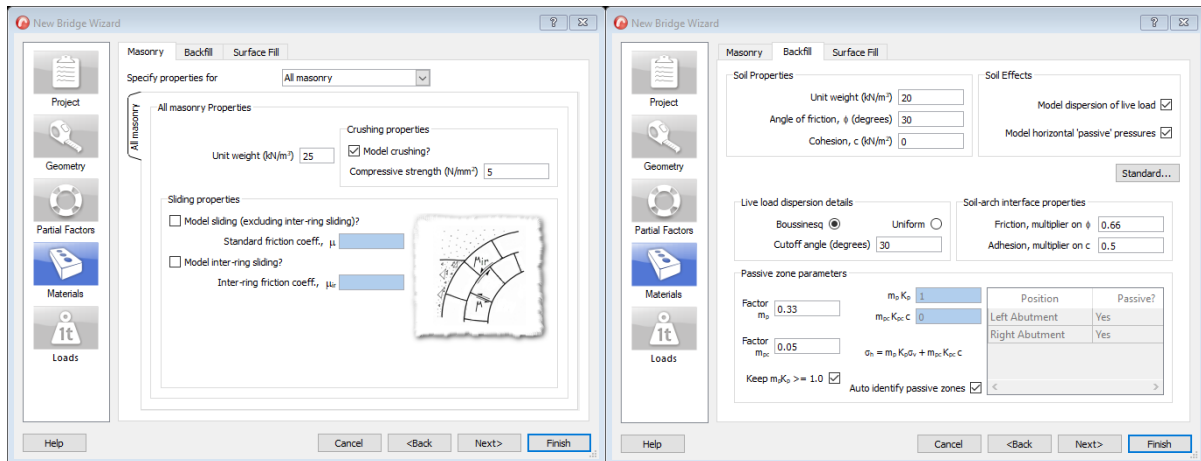 New Bridge Wizard
Project
Geometry
Partial Factors
Materials
1t
Loads
Masonry Backfill Surface Fill
Specify properties for All masonry
All masonry
All masonry Properties
Unit weight (kN/m³) 25
Crushing properties
Model crushing?
Compressive strength (N/mm²) 5
Sliding properties
Model sliding (excluding inter-ring sliding)?
Standard friction coeff., μ
Model inter-ring sliding?
Inter-ring friction coeff., μir
μir
μ
Help Cancel <Back Next> Finish
New Bridge Wizard
Project
Geometry
Partial Factors
Materials
1t
Loads
Masonry Backfill Surface Fill
Soil Properties
Unit weight (kN/m³) 20
Angle of friction, ϕ (degrees) 30
Cohesion, c (kN/m²) 0
Soil Effects
Model dispersion of live load
Model horizontal 'passive' pressures
Standard...
Live load dispersion details
Boussinesq Uniform
Cutoff angle (degrees) 30
Soil-arch interface properties
Friction, multiplier on ϕ 0.66
Adhesion, multiplier on c 0.5
Passive zone parameters
Factor mp 0.33
Factor mpc 0.05
Keep mpKp >= 1.0
mp Kp 1
mpc Kpc c 0
σh = mp Kpσv + mpc Kpc c
Auto identify passive zones
Position Passive?
Left Abutment Yes
Right Abutment Yes
Help Cancel <Back Next> Finish